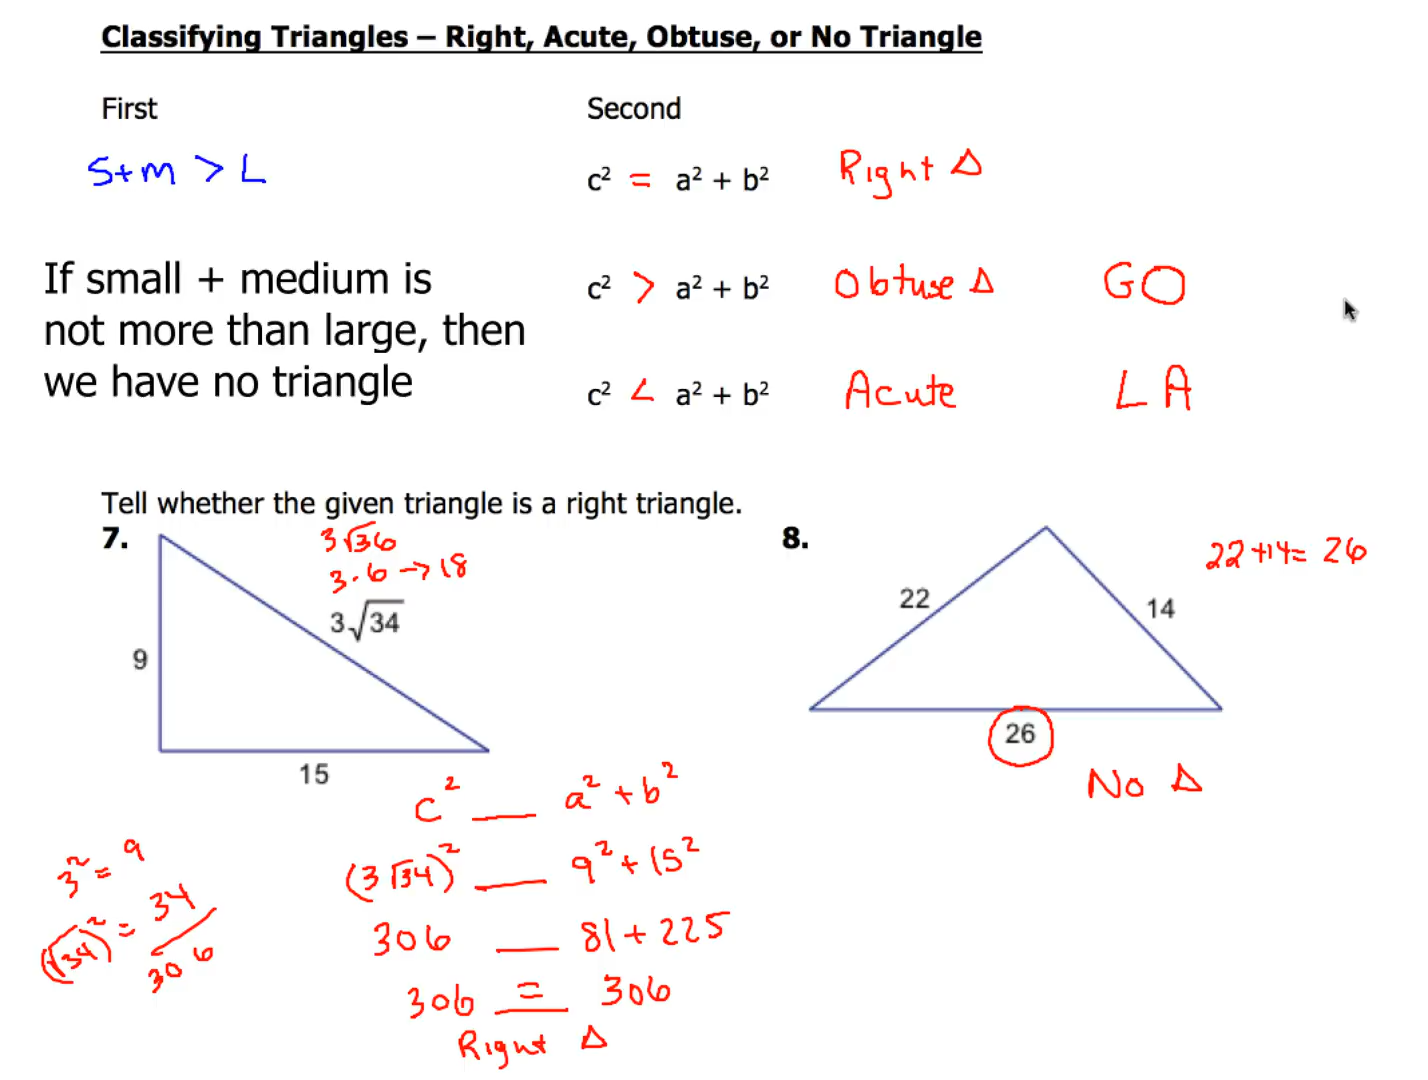 Classifying Triangles – Right, Acute, Obtuse, or No Triangle
First
Second
S+m > L
c² = a² + b² Right Δ
If small + medium is
not more than large, then
we have no triangle
c² > a² + b² Obtuse Δ GO
c² < a² + b² Acute LA
Tell whether the given triangle is a right triangle.
7.
3√36
3·6 → 18
3√34
9
15
c² __ a² + b²
(3√34)² __ 9² + 15²
306 __ 81 + 225
306 = 306
Right Δ
3² = 9
(√34)² = 34
306
8.
22 + 14 = 26
22
14
26
No Δ